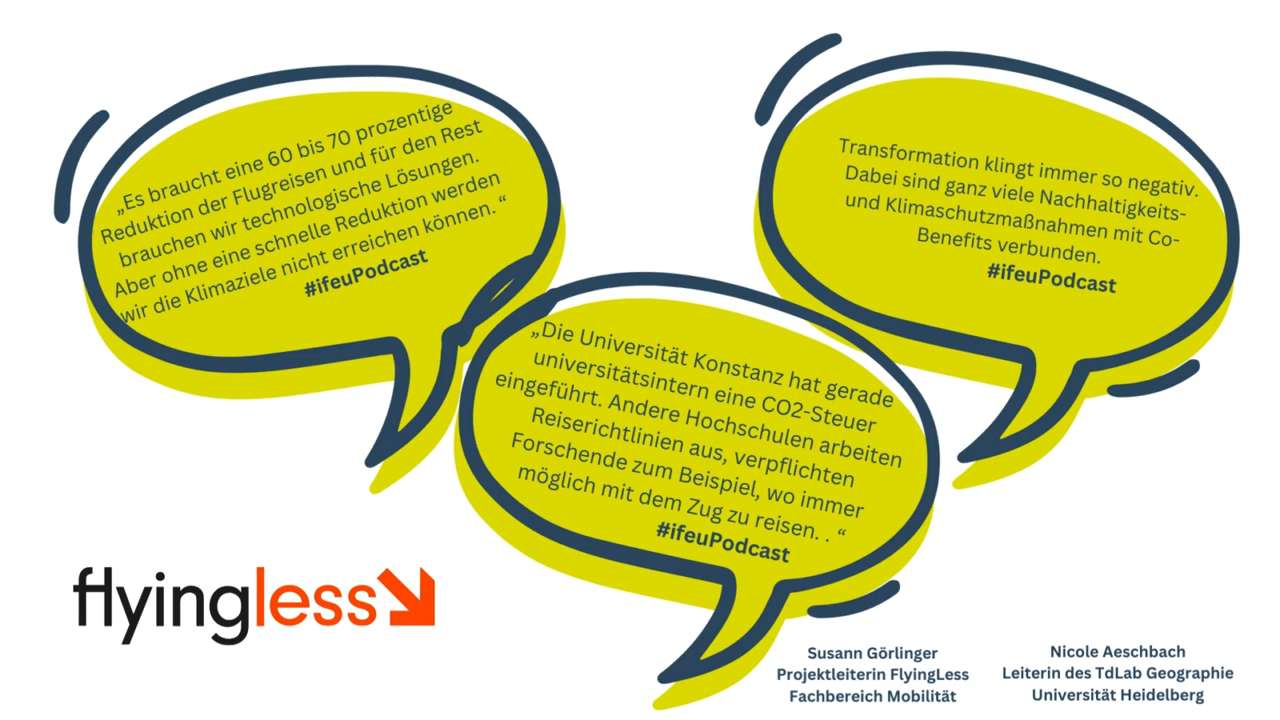 „Es braucht eine 60 bis 70 prozentige
Reduktion der Flugreisen und für den Rest
brauchen wir technologische Lösungen.
Aber ohne eine schnelle Reduktion werden
wir die Klimaziele nicht erreichen können. “
#ifeuPodcast
Transformation klingt immer so negativ.
Dabei sind ganz viele Nachhaltigkeits-
und Klimaschutzmaßnahmen mit Co-
Benefits verbunden.
#ifeuPodcast
„Die Universität Konstanz hat gerade
universitätsintern eine CO2-Steuer
eingeführt. Andere Hochschulen arbeiten
Reiserichtlinien aus, verpflichten
Forschende zum Beispiel, wo immer
möglich mit dem Zug zu reisen. . “
#ifeuPodcast
flyingless
Susann Görlinger
Projektleiterin FlyingLess
Fachbereich Mobilität
Nicole Aeschbach
Leiterin des TdLab Geographie
Universität Heidelberg